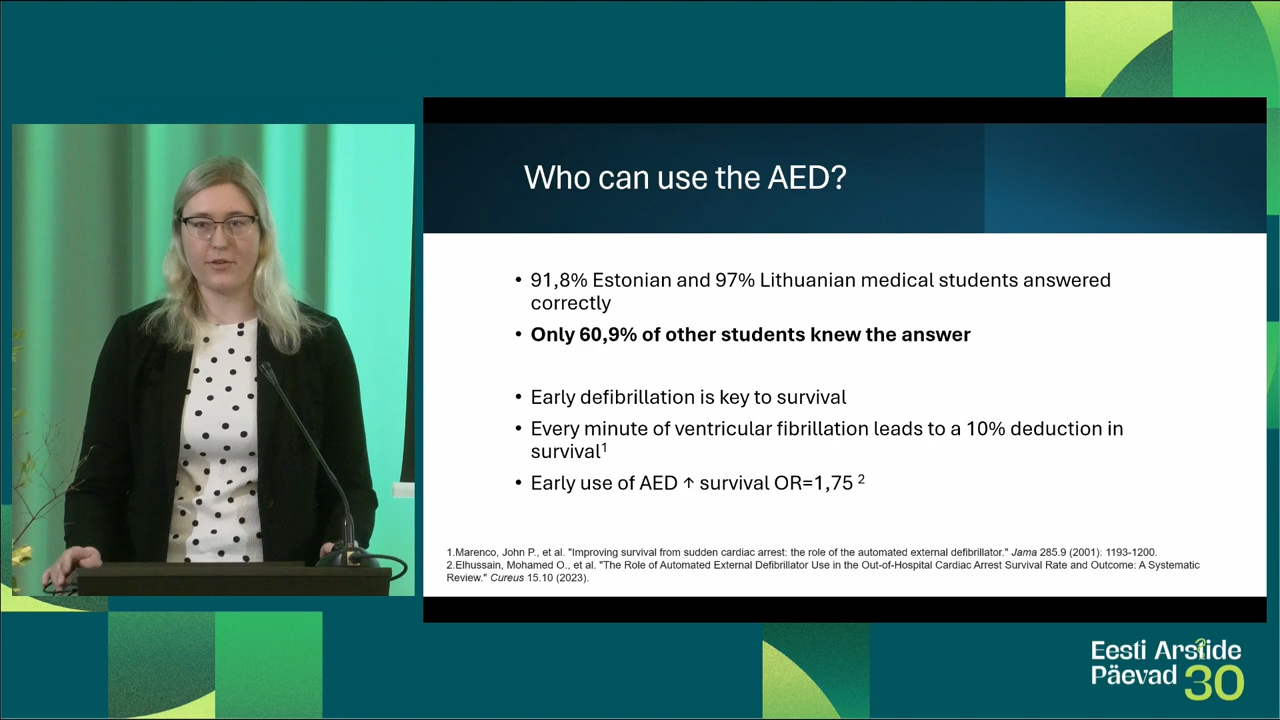 Who can use the AED?
• 91,8% Estonian and 97% Lithuanian medical students answered
correctly
• Only 60,9% of other students knew the answer
• Early defibrillation is key to survival
• Every minute of ventricular fibrillation leads to a 10% deduction in
survival¹
• Early use of AED ↑ survival OR=1,75 ²
1.Marenco, John P., et al. "Improving survival from sudden cardiac arrest: the role of the automated external defibrillator." Jama 285.9 (2001): 1193-1200.
2.Elhussain, Mohamed O., et al. "The Role of Automated External Defibrillator Use in the Out-of-Hospital Cardiac Arrest Survival Rate and Outcome: A Systematic
Review." Cureus 15.10 (2023).
Eesti Arstide
Päevad 30